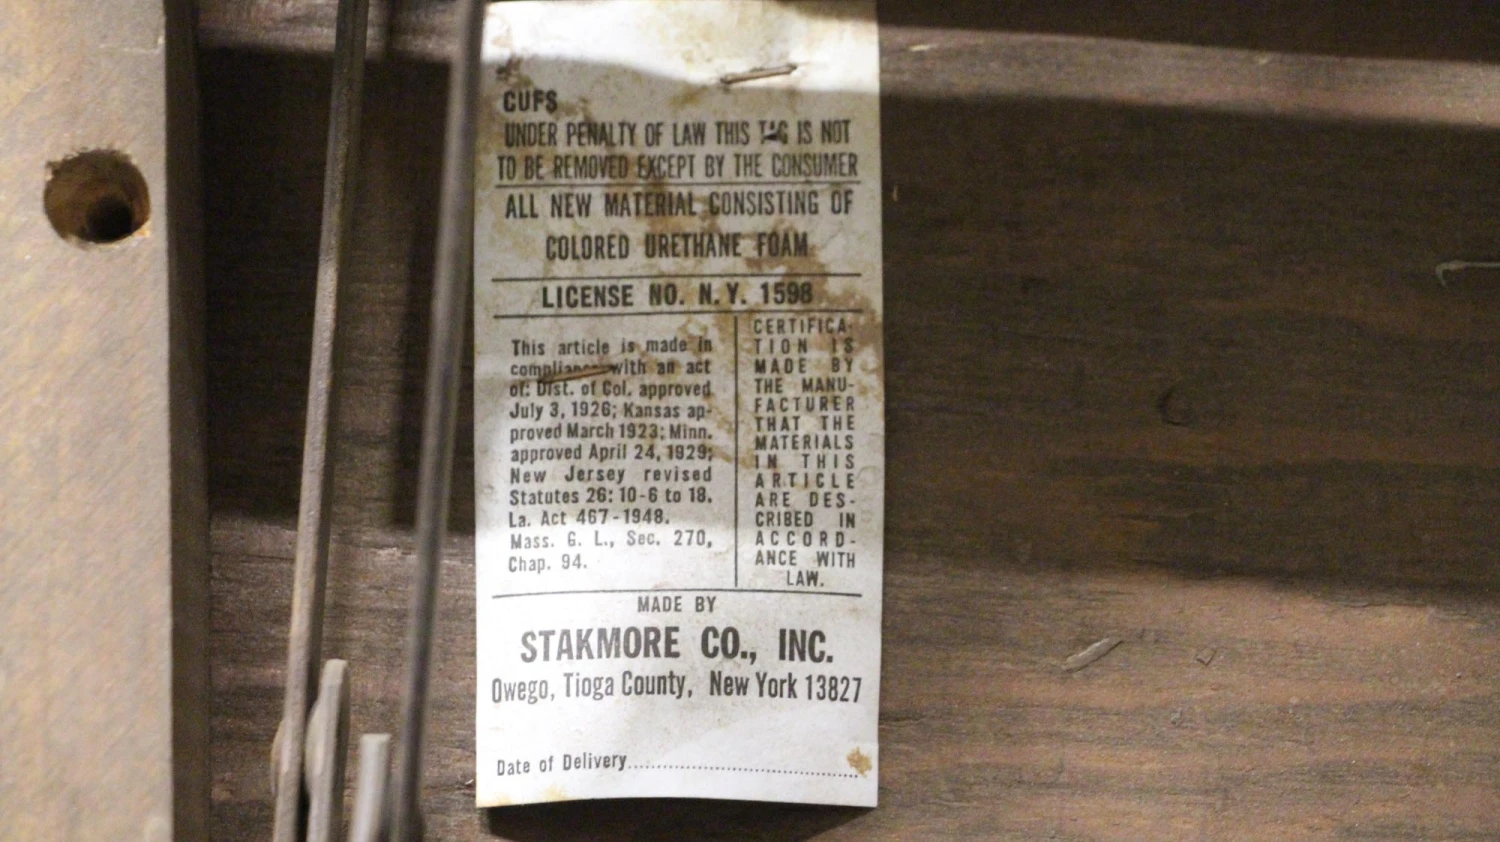 CUFS
UNDER PENALTY OF LAW THIS TAG IS NOT
TO BE REMOVED EXCEPT BY THE CONSUMER
ALL NEW MATERIAL CONSISTING OF
COLORED URETHANE FOAM
LICENSE NO. N.Y. 1598
This article is made in
compliance with an act
of: Dist. of Col. approved
July 3, 1926; Kansas ap-
proved March 1923; Minn.
approved April 24, 1929;
New Jersey revised
Statutes 26: 10-6 to 18.
La. Act 467-1948.
Mass. G. L., Sec. 270,
Chap. 94.
CERTIFICA-
TION IS
MADE BY
THE MANU-
FACTURER
THAT THE
MATERIALS
IN THIS
ARTICLE
ARE DES-
CRIBED IN
ACCORD-
ANCE WITH
LAW.
MADE BY
STAKMORE CO., INC.
Owego, Tioga County, New York 13827
Date of Delivery........................................